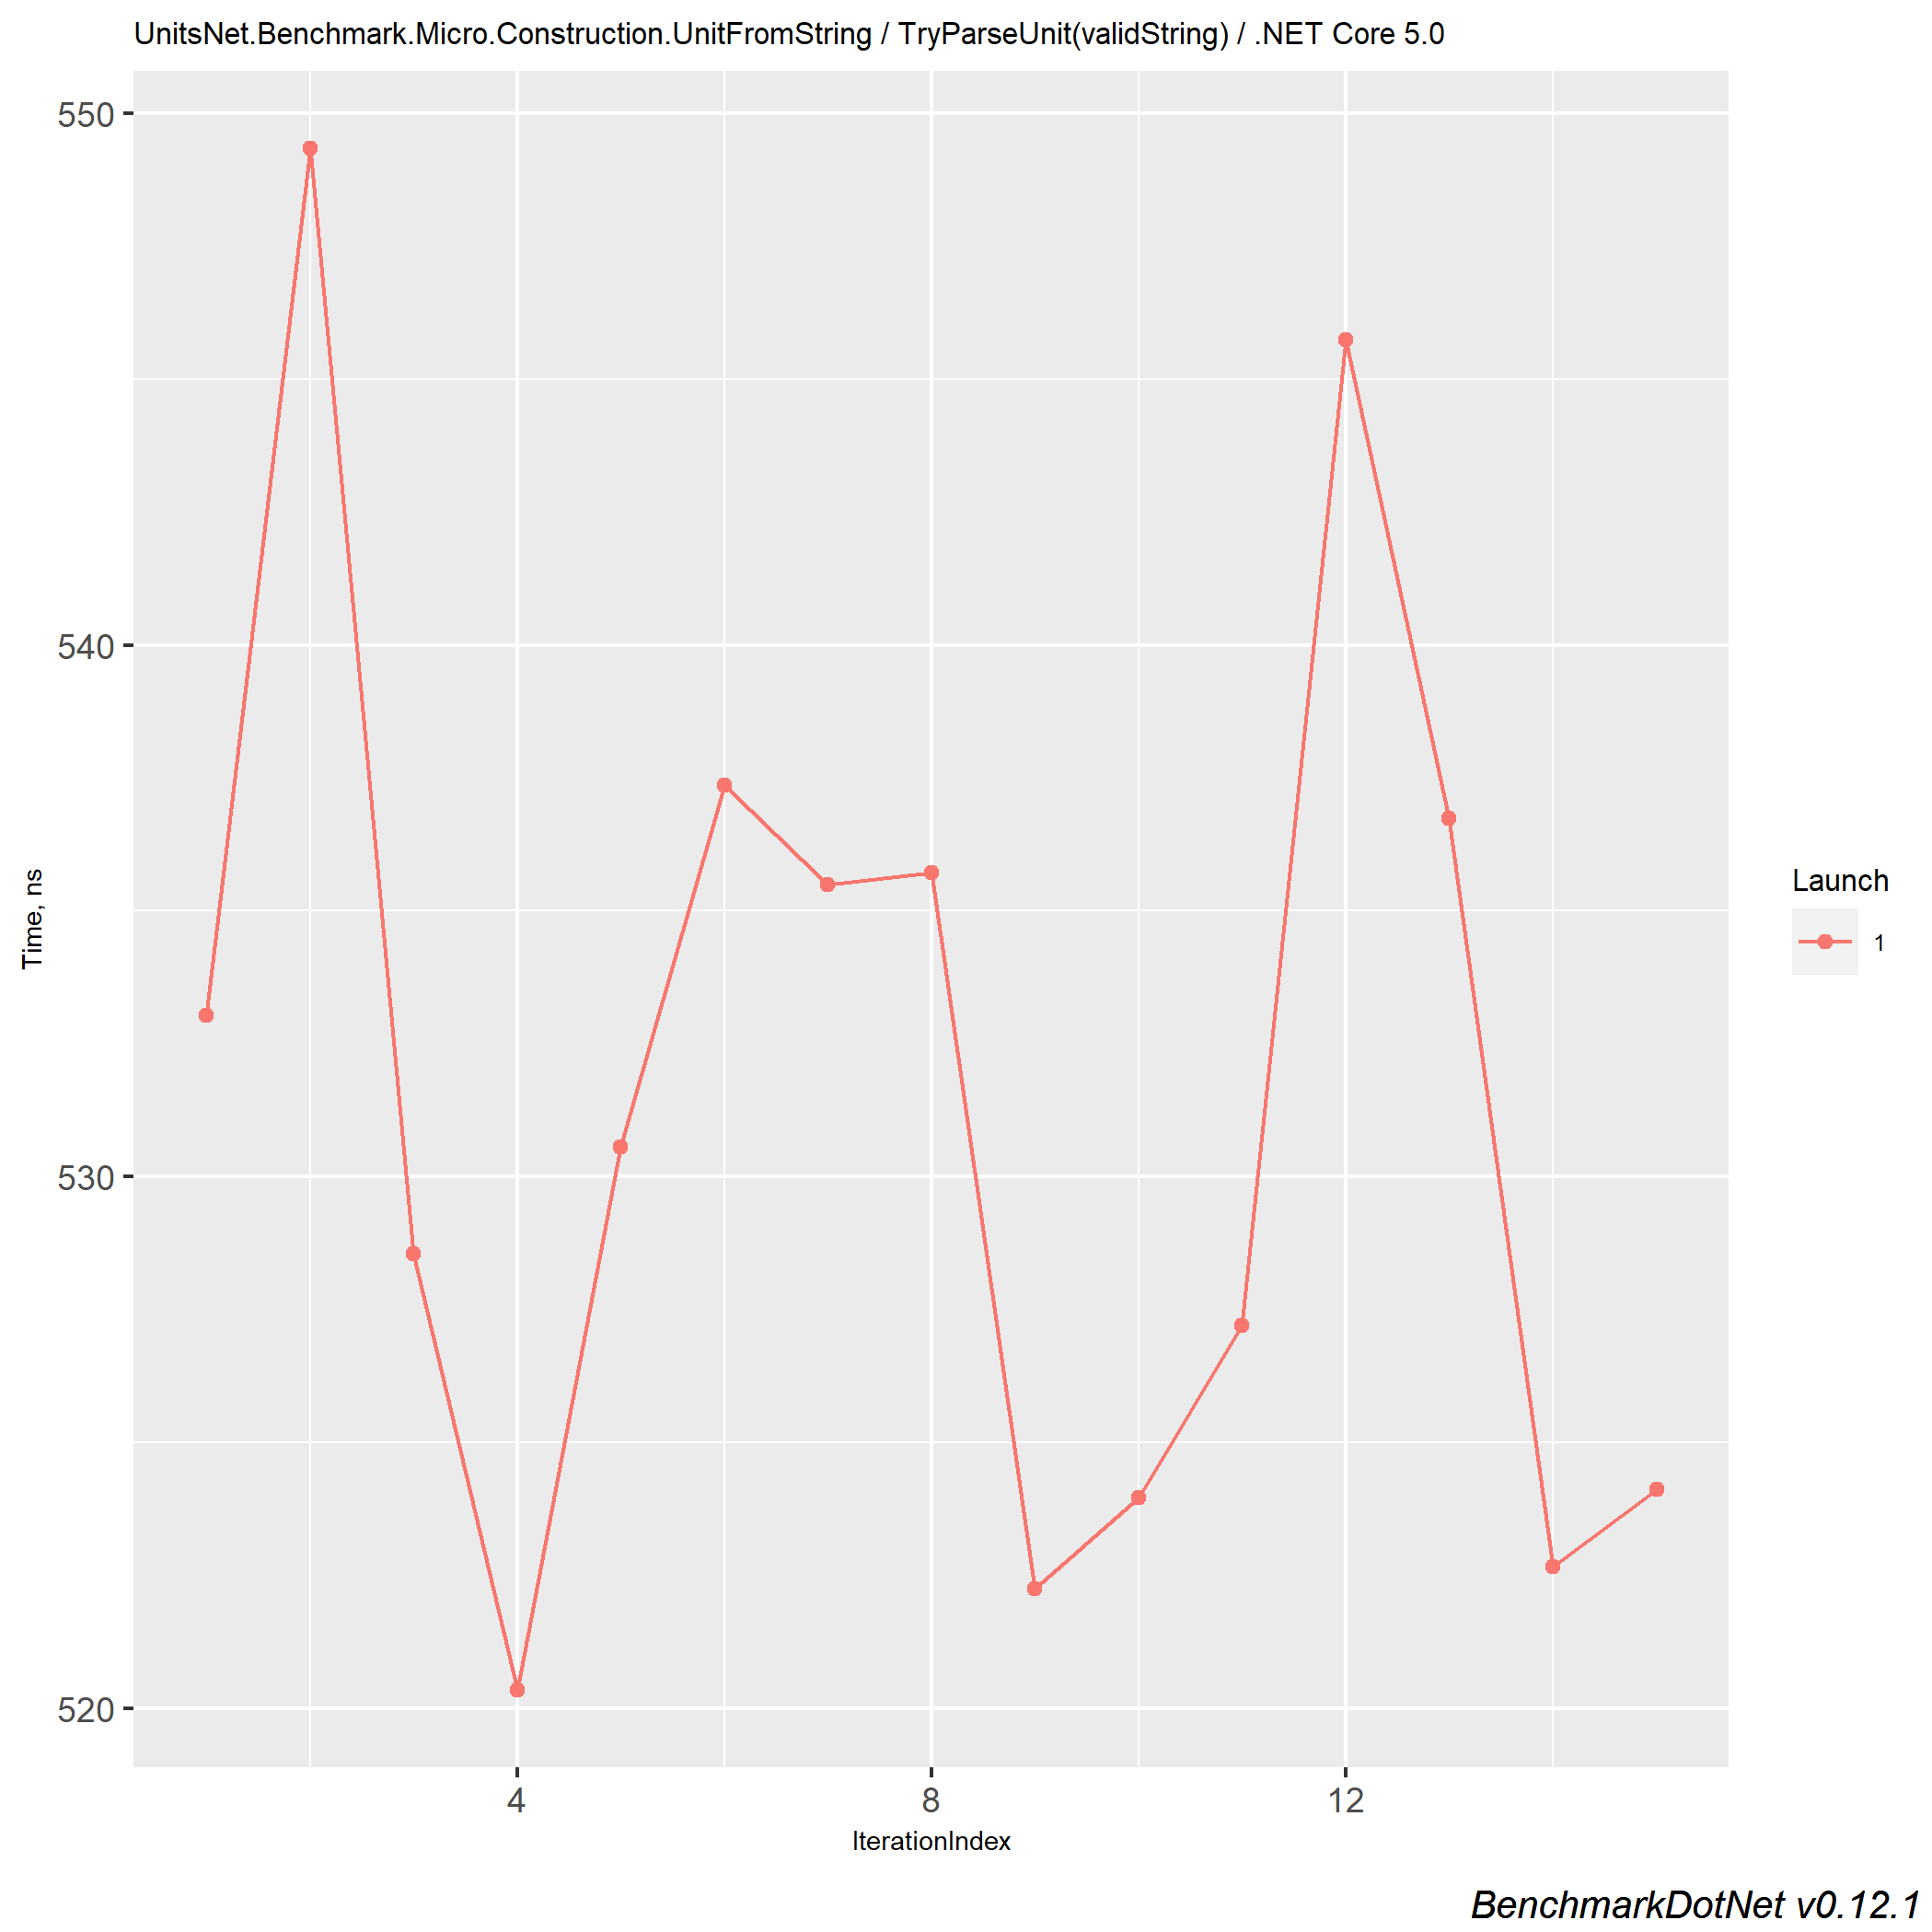 UnitsNet.Benchmark.Micro.Construction.UnitFromString / TryParseUnit(validString) / .NET Core 5.0
550
540
530
520
Time, ns
4 8 12
IterationIndex
Launch
1
BenchmarkDotNet v0.12.1